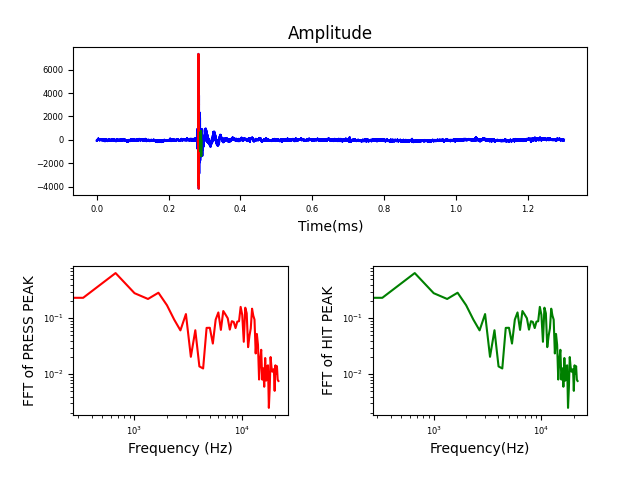 Amplitude
6000
4000
2000
0
−2000
−4000
0.0 0.2 0.4 0.6 0.8 1.0 1.2
Time(ms)
FFT of PRESS PEAK
10⁻¹
10⁻²
10³ 10⁴
Frequency (Hz)
FFT of HIT PEAK
10⁻¹
10⁻²
10³ 10⁴
Frequency(Hz)